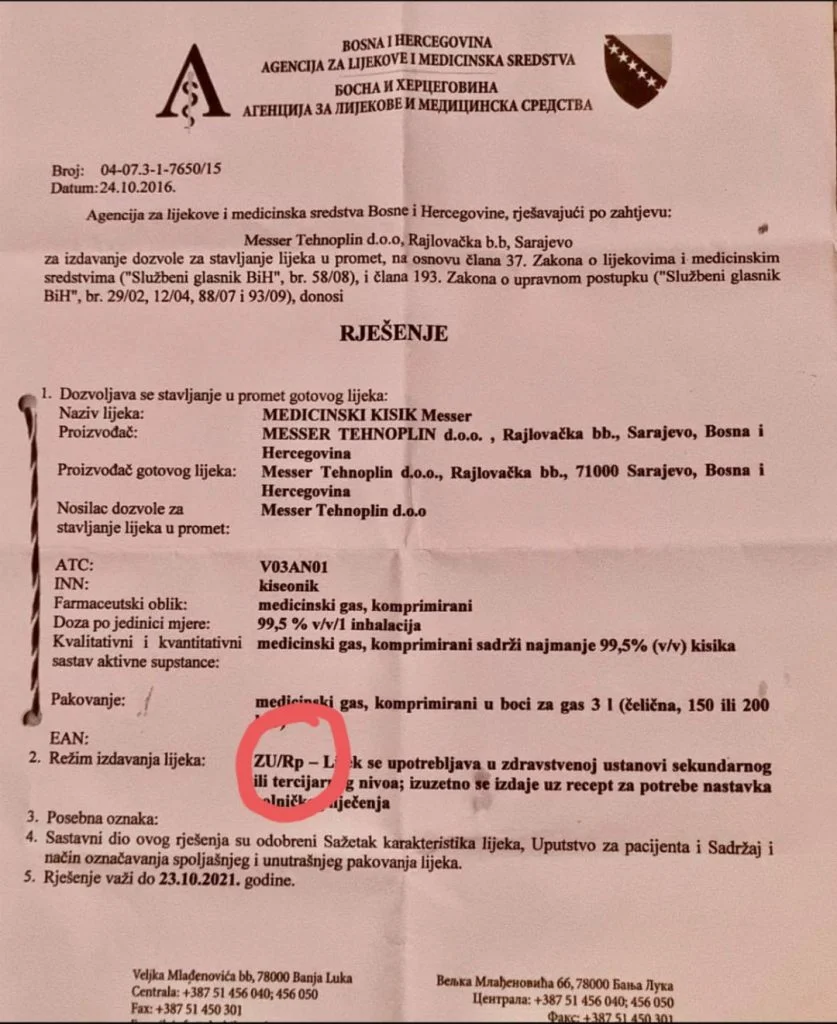 BOSNA I HERCEGOVINA
AGENCIJA ZA LIJEKOVE I MEDICINSKA SREDSTVA
БОСНА И ХЕРЦЕГОВИНА
АГЕНЦИЈА ЗА ЛИЈЕКОВЕ И МЕДИЦИНСКА СРЕДСТВА
Broj: 04-07.3-1-7650/15
Datum:24.10.2016.
Agencija za lijekove i medicinska sredstva Bosne i Hercegovine, rješavajući po zahtjevu:
Messer Tehnoplin d.o.o, Rajlovačka b.b, Sarajevo
za izdavanje dozvole za stavljanje lijeka u promet, na osnovu člana 37. Zakona o lijekovima i medicinskim
sredstvima ("Službeni glasnik BiH", br. 58/08), i člana 193. Zakona o upravnom postupku ("Službeni glasnik
BiH", br. 29/02, 12/04, 88/07 i 93/09), donosi
RJEŠENJE
1. Dozvoljava se stavljanje u promet gotovog lijeka:
Naziv lijeka: MEDICINSKI KISIK Messer
Proizvođač: MESSER TEHNOPLIN d.o.o. , Rajlovačka bb., Sarajevo, Bosna i
Hercegovina
Proizvođač gotovog lijeka: Messer Tehnoplin d.o.o., Rajlovačka bb., 71000 Sarajevo, Bosna i
Hercegovina
Nosilac dozvole za Messer Tehnoplin d.o.o
stavljanje lijeka u promet:
ATC: V03AN01
INN: kiseonik
Farmaceutski oblik: medicinski gas, komprimirani
Doza po jedinici mjere: 99,5 % v/v/1 inhalacija
Kvalitativni i kvantitativni medicinski gas, komprimirani sadrži najmanje 99,5% (v/v) kisika
sastav aktivne supstance:
Pakovanje: medicinski gas, komprimirani u boci za gas 3 l (čelična, 150 ili 200
EAN:
2. Režim izdavanja lijeka: ZU/Rp – Lijek se upotrebljava u zdravstvenoj ustanovi sekundarnog
ili tercijarnog nivoa; izuzetno se izdaje uz recept za potrebe nastavka
bolničkog liječenja
3. Posebna oznaka:
4. Sastavni dio ovog rješenja su odobreni Sažetak karakteristika lijeka, Uputstvo za pacijenta i Sadržaj i
način označavanja spoljašnjeg i unutrašnjeg pakovanja lijeka.
5. Rješenje važi do 23.10.2021. godine.
Veljka Mlađenovića bb, 78000 Banja Luka
Centrala: +387 51 456 040; 456 050
Fax: +387 51 450 301
Вељка Млађеновића бб, 78000 Бања Лука
Централа: +387 51 456 040; 456 050
Факс: +387 51 450 301